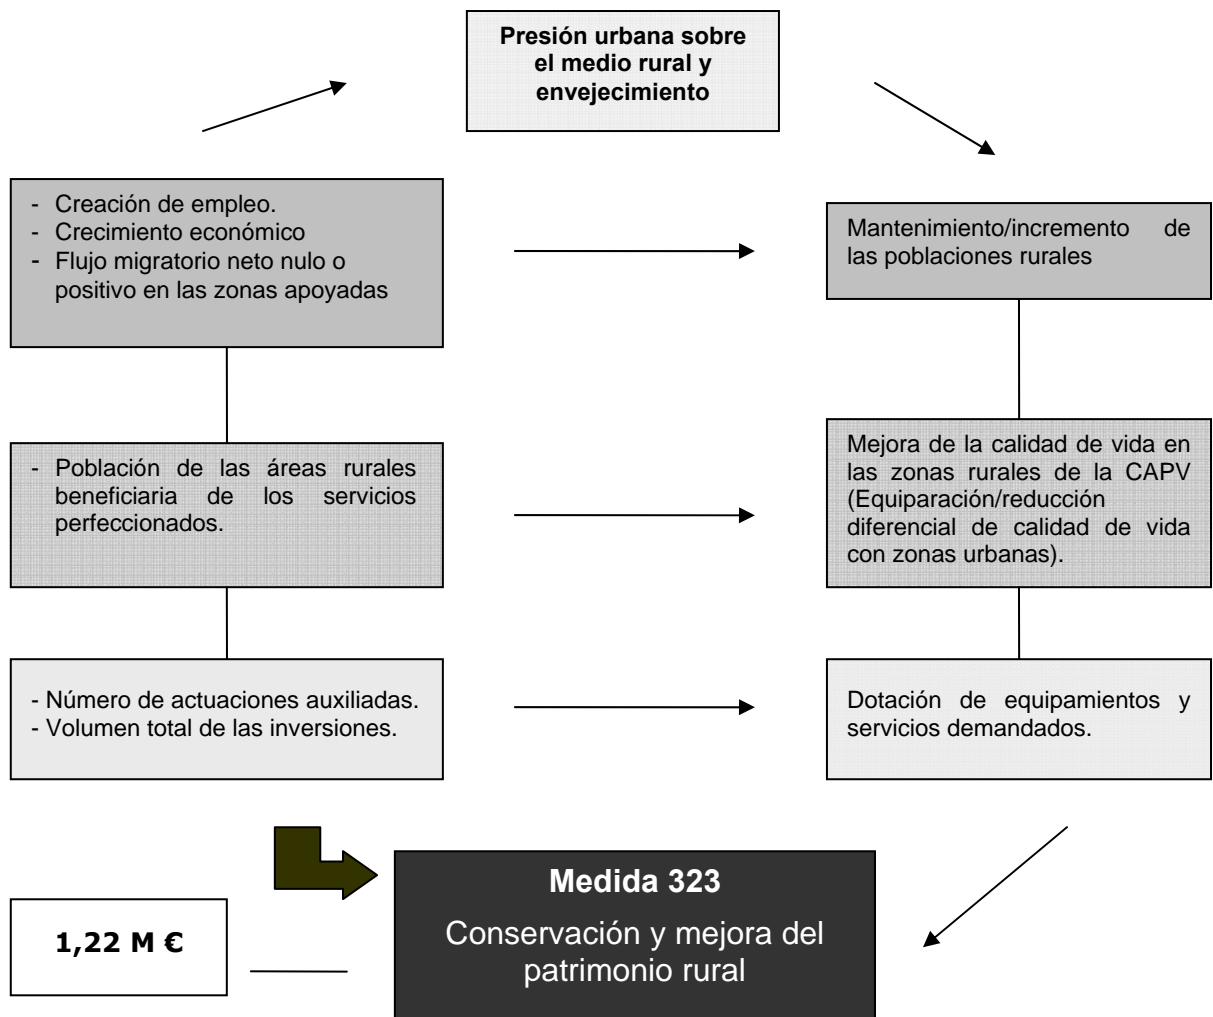 Presión urbana sobre
el medio rural y
envejecimiento
- Creación de empleo.
- Crecimiento económico
- Flujo migratorio neto nulo o
positivo en las zonas apoyadas
Mantenimiento/incremento de
las poblaciones rurales
- Población de las áreas rurales
beneficiaria de los servicios
perfeccionados.
Mejora de la calidad de vida en
las zonas rurales de la CAPV
(Equiparación/reducción
diferencial de calidad de vida
con zonas urbanas).
- Número de actuaciones auxiliadas.
- Volumen total de las inversiones.
Dotación de equipamientos y
servicios demandados.
Medida 323
Conservación y mejora del
patrimonio rural
1,22 M €